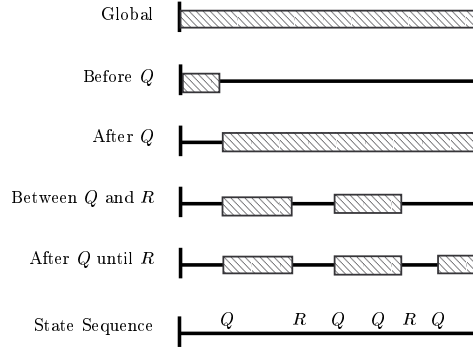 Global
Before Q
After Q
Between Q and R
After Q until R
State Sequence Q R Q Q R Q